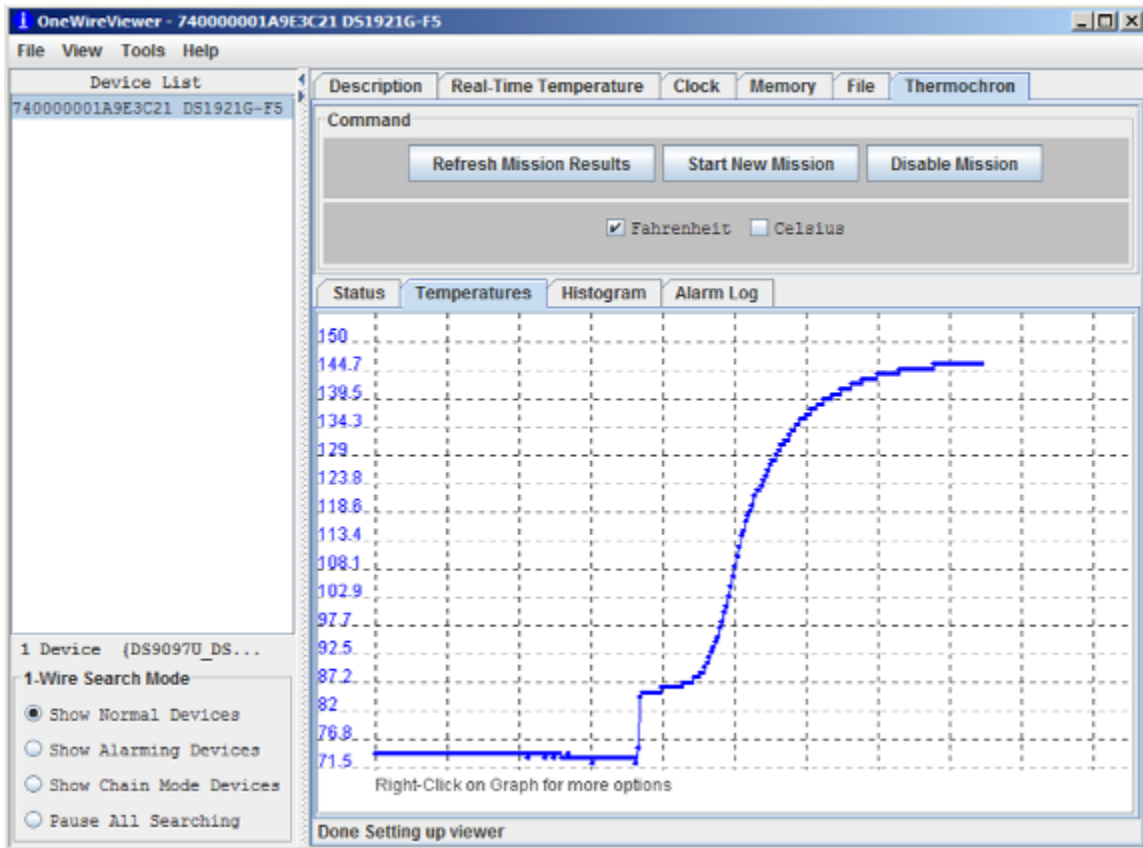 OneWireViewer - 740000001A9E3C21 DS1921G-F5
File View Tools Help
Device List
740000001A9E3C21 DS1921G-F5
1 Device (DS9097U_DS...
1-Wire Search Mode
Show Normal Devices
Show Alarming Devices
Show Chain Mode Devices
Pause All Searching
Description Real-Time Temperature Clock Memory File Thermochron
Command
Refresh Mission Results Start New Mission Disable Mission
Fahrenheit Celsius
Status Temperatures Histogram Alarm Log
150
144.7
139.5
134.3
129
123.8
118.6
113.4
108.1
102.9
97.7
92.5
87.2
82
76.8
71.5
Right-Click on Graph for more options
Done Setting up viewer